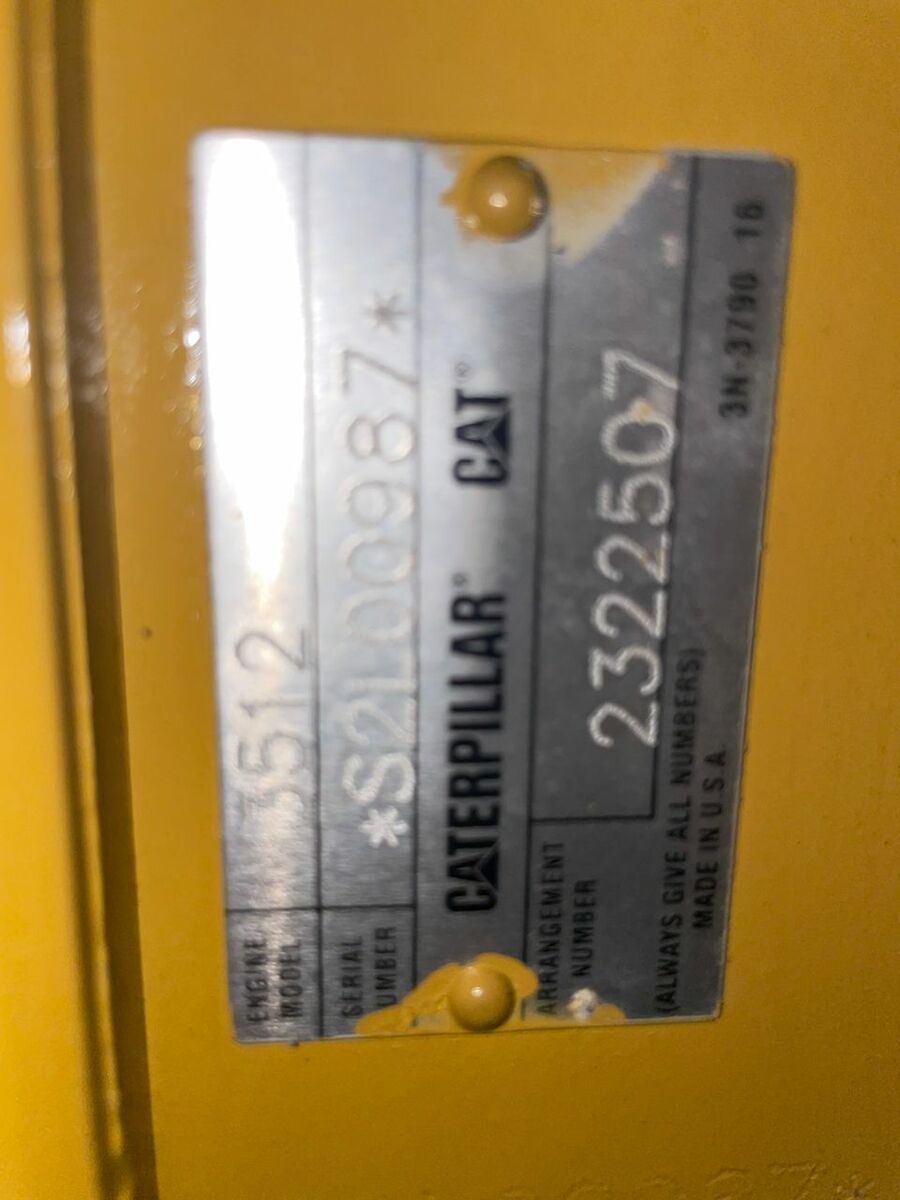 ENGINE
MODEL
3512
SERIAL
NUMBER
*S2L00987*
CATERPILLAR® CAT®
ARRANGEMENT
NUMBER
2322507
(ALWAYS GIVE ALL NUMBERS)
MADE IN U.S.A. 3N-3790 16